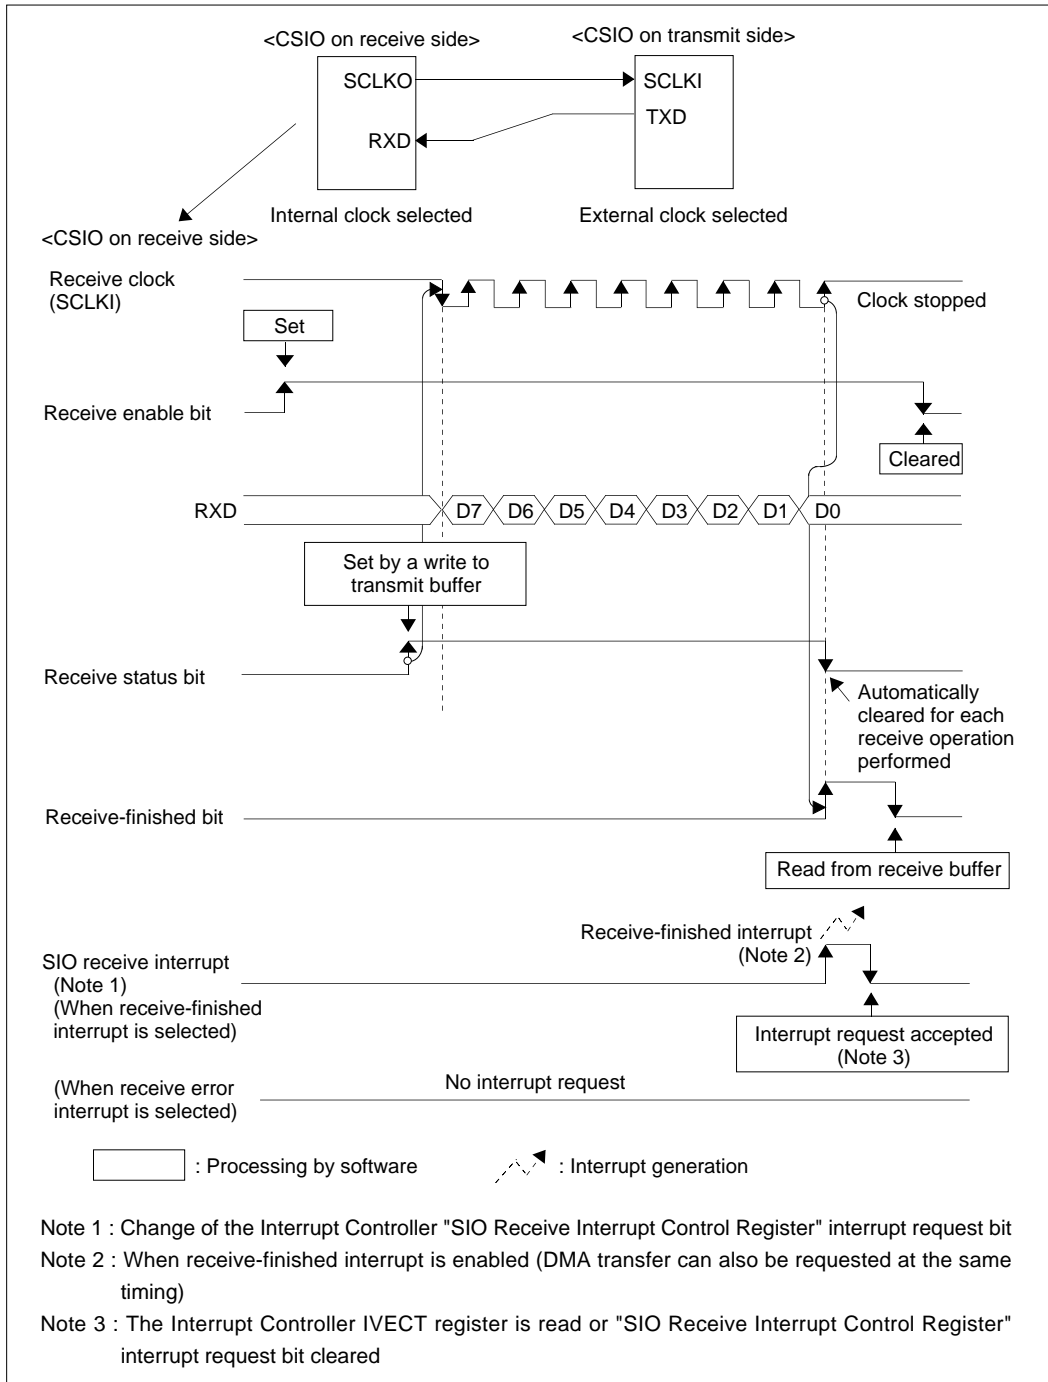 <CSIO on receive side>
<CSIO on transmit side>
SCLKO
SCLKI
TXD
RXD
Internal clock selected
External clock selected
<CSIO on receive side>
Receive clock
(SCLKI)
Clock stopped
Set
Receive enable bit
Cleared
RXD
D7
D6
D5
D4
D3
D2
D1
D0
Set by a write to
transmit buffer
Receive status bit
Automatically
cleared for each
receive operation
performed
Receive-finished bit
Read from receive buffer
Receive-finished interrupt
(Note 2)
SIO receive interrupt
(Note 1)
(When receive-finished
interrupt is selected)
Interrupt request accepted
(Note 3)
(When receive error
interrupt is selected)
No interrupt request
: Processing by software
: Interrupt generation
Note 1 : Change of the Interrupt Controller "SIO Receive Interrupt Control Register" interrupt request bit
Note 2 : When receive-finished interrupt is enabled (DMA transfer can also be requested at the same
timing)
Note 3 : The Interrupt Controller IVECT register is read or "SIO Receive Interrupt Control Register"
interrupt request bit cleared